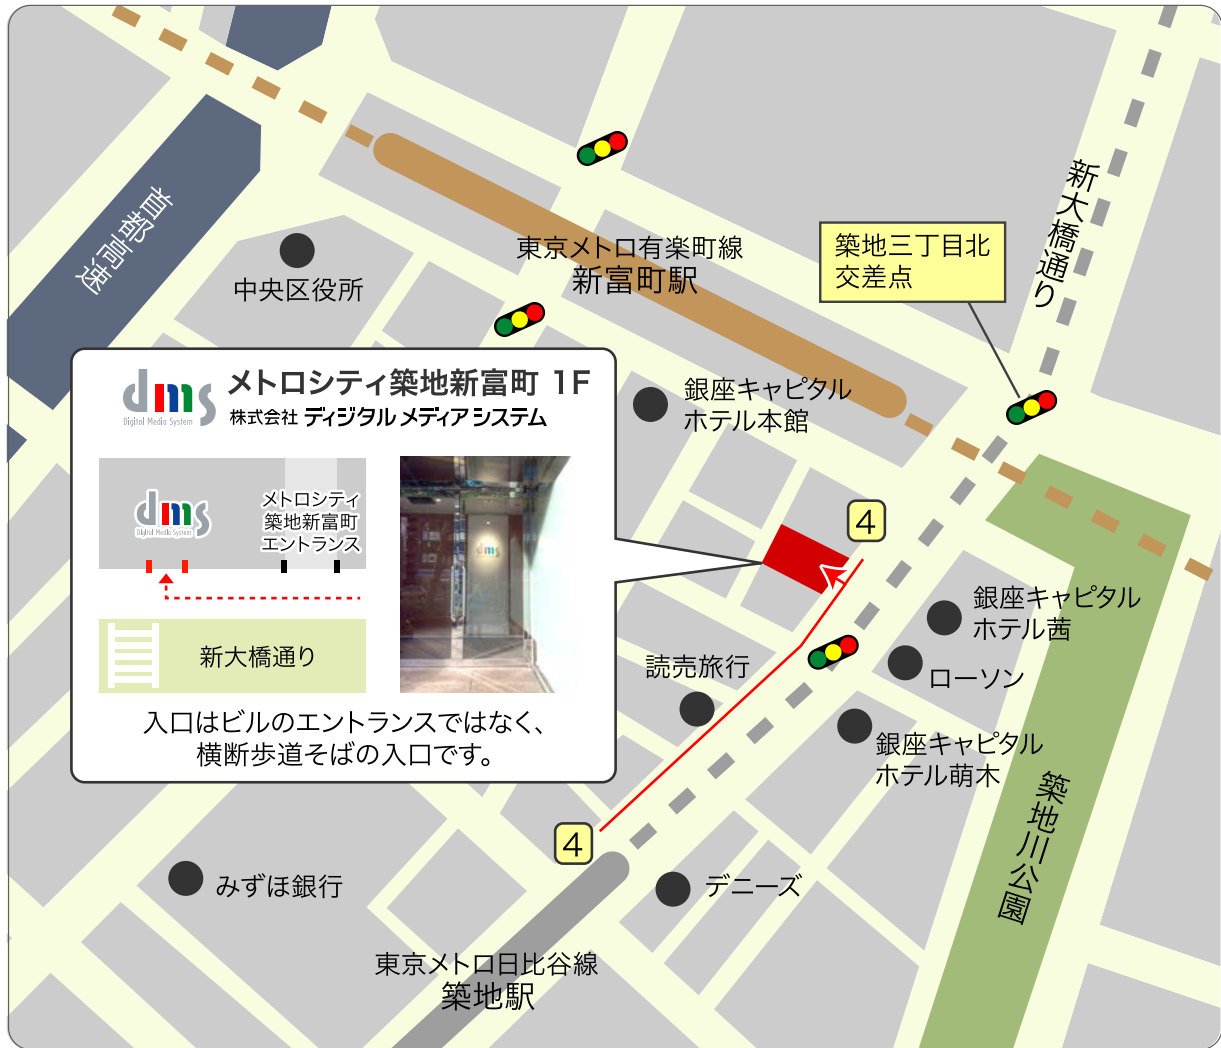 首都高速
中央区役所
東京メトロ有楽町線
新富町駅
築地三丁目北
交差点
新大橋通り
銀座キャピタル
ホテル本館
dms
Digital Media System
メトロシティ築地新富町 1F
株式会社 ディジタル メディア システム
dms
Digital Media System
メトロシティ
築地新富町
エントランス
dms
新大橋通り
入口はビルのエントランスではなく、
横断歩道そばの入口です。
4
銀座キャピタル
ホテル茜
ローソン
読売旅行
銀座キャピタル
ホテル萌木
築地川公園
4
デニーズ
みずほ銀行
東京メトロ日比谷線
築地駅